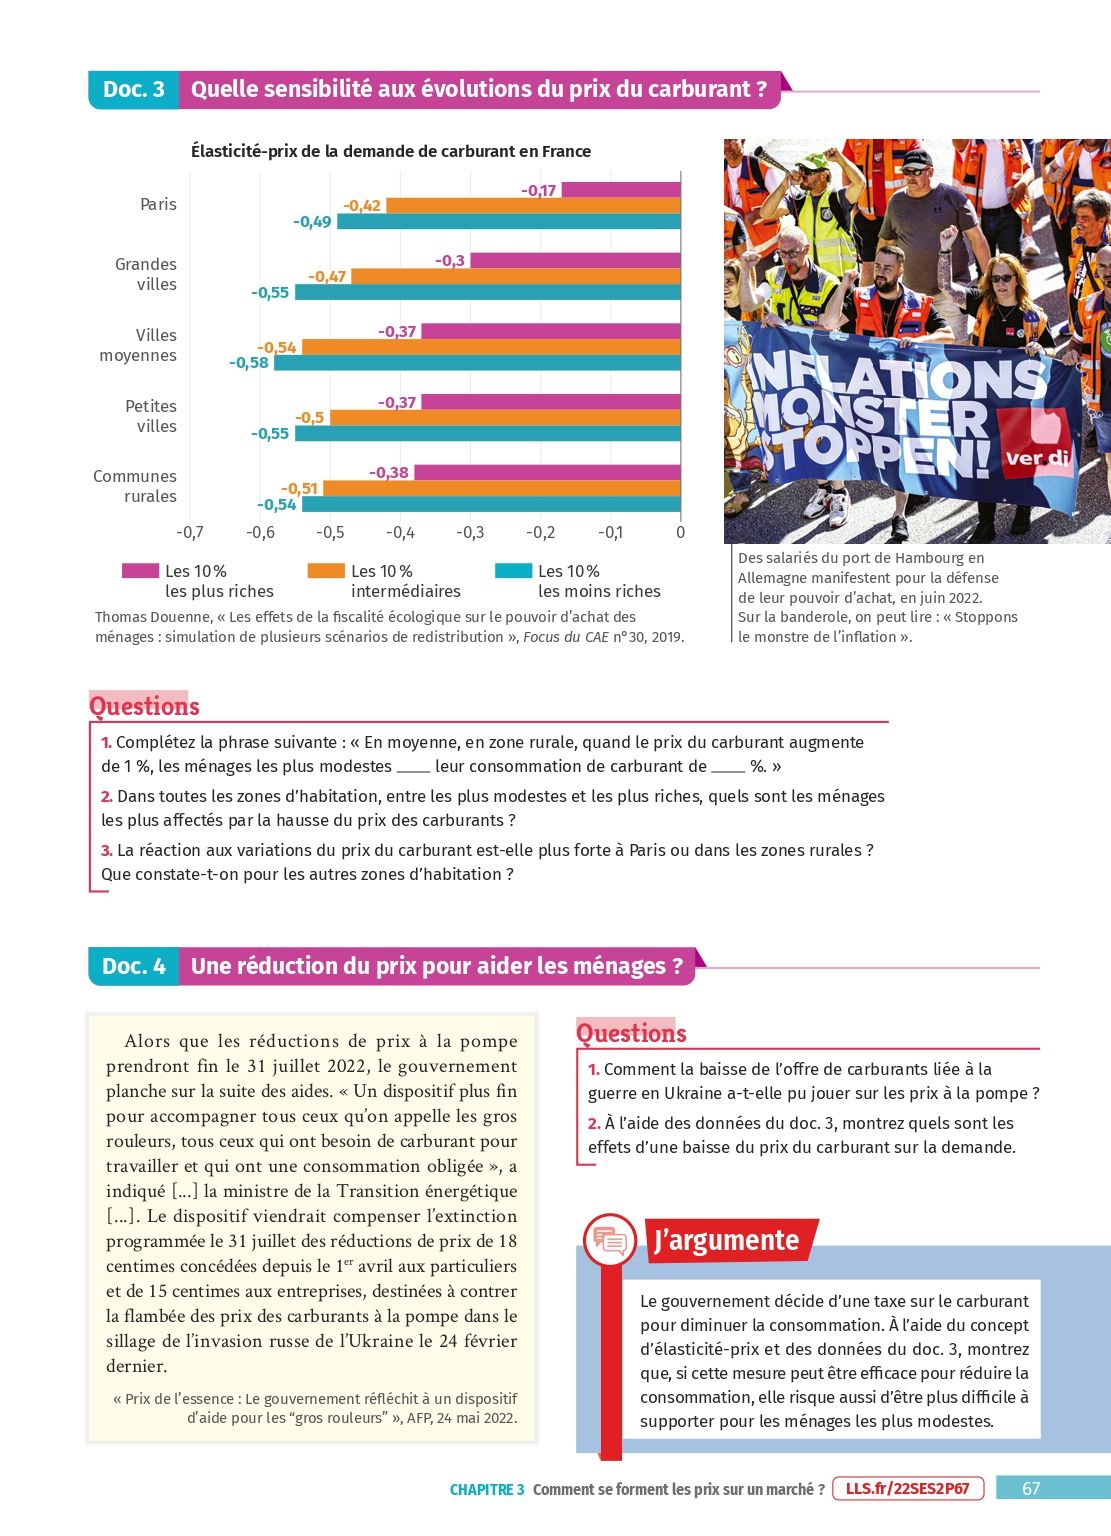 Doc. 3 Quelle sensibilité aux évolutions du prix du carburant ?
Élasticité-prix de la demande de carburant en France
Paris
-0,17
-0,42
-0,49
Grandes
villes
-0,3
-0,47
-0,55
Villes
moyennes
-0,37
-0,54
-0,58
Petites
villes
-0,37
-0,5
-0,55
Communes
rurales
-0,38
-0,51
-0,54
-0,7 -0,6 -0,5 -0,4 -0,3 -0,2 -0,1 0
Les 10 %
les plus riches
Les 10 %
intermédiaires
Les 10 %
les moins riches
Thomas Douenne, « Les effets de la fiscalité écologique sur le pouvoir d’achat des
ménages : simulation de plusieurs scénarios de redistribution », Focus du CAE n°30, 2019.
INFLATIONS
MONSTER
STOPPEN!
ver.di
Des salariés du port de Hambourg en
Allemagne manifestent pour la défense
de leur pouvoir d’achat, en juin 2022.
Sur la banderole, on peut lire : « Stoppons
le monstre de l’inflation ».
Questions
1. Complétez la phrase suivante : « En moyenne, en zone rurale, quand le prix du carburant augmente
de 1 %, les ménages les plus modestes ____ leur consommation de carburant de ____ %. »
2. Dans toutes les zones d’habitation, entre les plus modestes et les plus riches, quels sont les ménages
les plus affectés par la hausse du prix des carburants ?
3. La réaction aux variations du prix du carburant est-elle plus forte à Paris ou dans les zones rurales ?
Que constate-t-on pour les autres zones d’habitation ?
Doc. 4 Une réduction du prix pour aider les ménages ?
Alors que les réductions de prix à la pompe
prendront fin le 31 juillet 2022, le gouvernement
planche sur la suite des aides. « Un dispositif plus fin
pour accompagner tous ceux qu’on appelle les gros
rouleurs, tous ceux qui ont besoin de carburant pour
travailler et qui ont une consommation obligée », a
indiqué [...] la ministre de la Transition énergétique
[...]. Le dispositif viendrait compenser l’extinction
programmée le 31 juillet des réductions de prix de 18
centimes concédées depuis le 1er avril aux particuliers
et de 15 centimes aux entreprises, destinées à contrer
la flambée des prix des carburants à la pompe dans le
sillage de l’invasion russe de l’Ukraine le 24 février
dernier.
« Prix de l’essence : Le gouvernement réfléchit à un dispositif
d’aide pour les “gros rouleurs” », AFP, 24 mai 2022.
Questions
1. Comment la baisse de l’offre de carburants liée à la
guerre en Ukraine a-t-elle pu jouer sur les prix à la pompe ?
2. À l’aide des données du doc. 3, montrez quels sont les
effets d’une baisse du prix du carburant sur la demande.
J’argumente
Le gouvernement décide d’une taxe sur le carburant
pour diminuer la consommation. À l’aide du concept
d’élasticité-prix et des données du doc. 3, montrez
que, si cette mesure peut être efficace pour réduire la
consommation, elle risque aussi d’être plus difficile à
supporter pour les ménages les plus modestes.
CHAPITRE 3 Comment se forment les prix sur un marché ? LLS.fr/22SES2P67 67